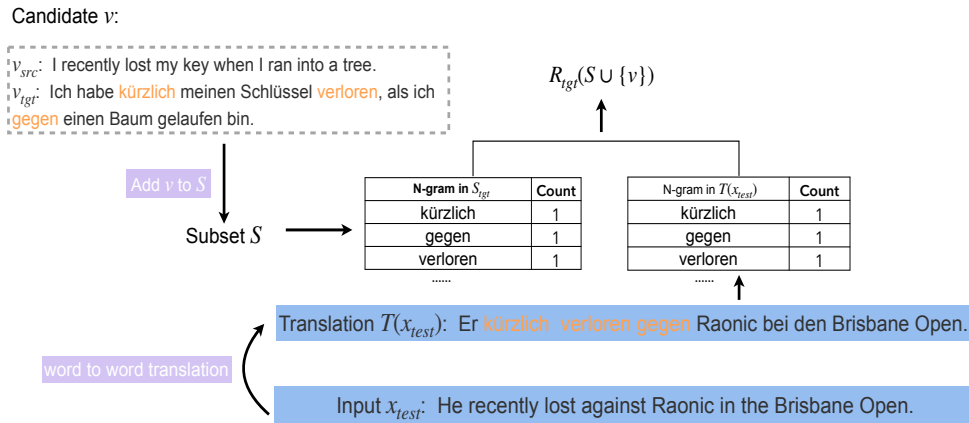 Candidate v:
v_src: I recently lost my key when I ran into a tree.
v_tgt: Ich habe kürzlich meinen Schlüssel verloren, als ich
gegen einen Baum gelaufen bin.
R_tgt(S ∪ {v})
Add v to S
Subset S
N-gram in S_tgt Count
kürzlich 1
gegen 1
verloren 1
......
N-gram in T(x_test) Count
kürzlich 1
gegen 1
verloren 1
......
Translation T(x_test): Er kürzlich verloren gegen Raonic bei den Brisbane Open.
word to word translation
Input x_test: He recently lost against Raonic in the Brisbane Open.